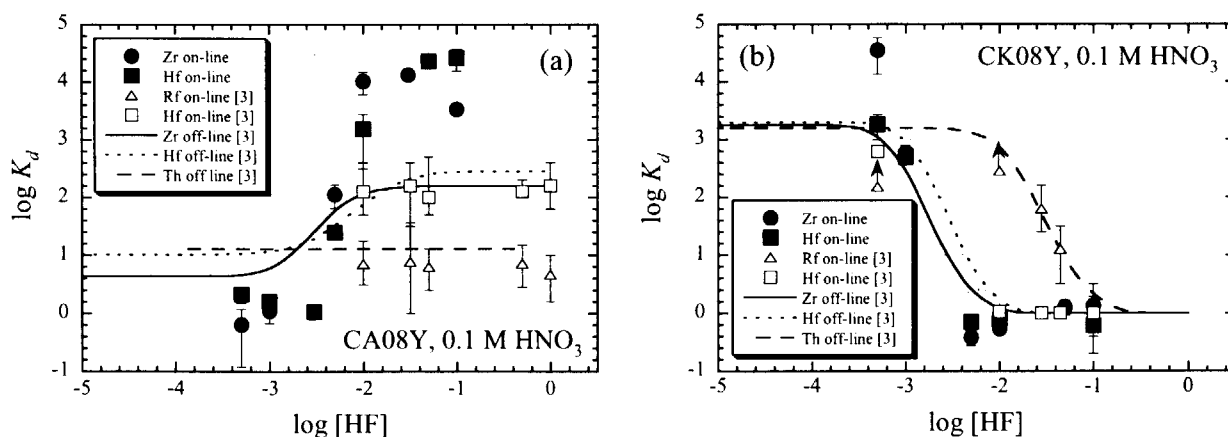 (a)
Zr on-line
Hf on-line
Rf on-line [3]
Hf on-line [3]
Zr off-line [3]
Hf off-line [3]
Th off line [3]
CA08Y, 0.1 M HNO3
log Kd
5
4
3
2
1
0
-1
-5 -4 -3 -2 -1 0
log [HF]
(b)
CK08Y, 0.1 M HNO3
Zr on-line
Hf on-line
Rf on-line [3]
Hf on-line [3]
Zr off-line [3]
Hf off-line [3]
Th off-line [3]
log Kd
5
4
3
2
1
0
-1
-5 -4 -3 -2 -1 0
log [HF]